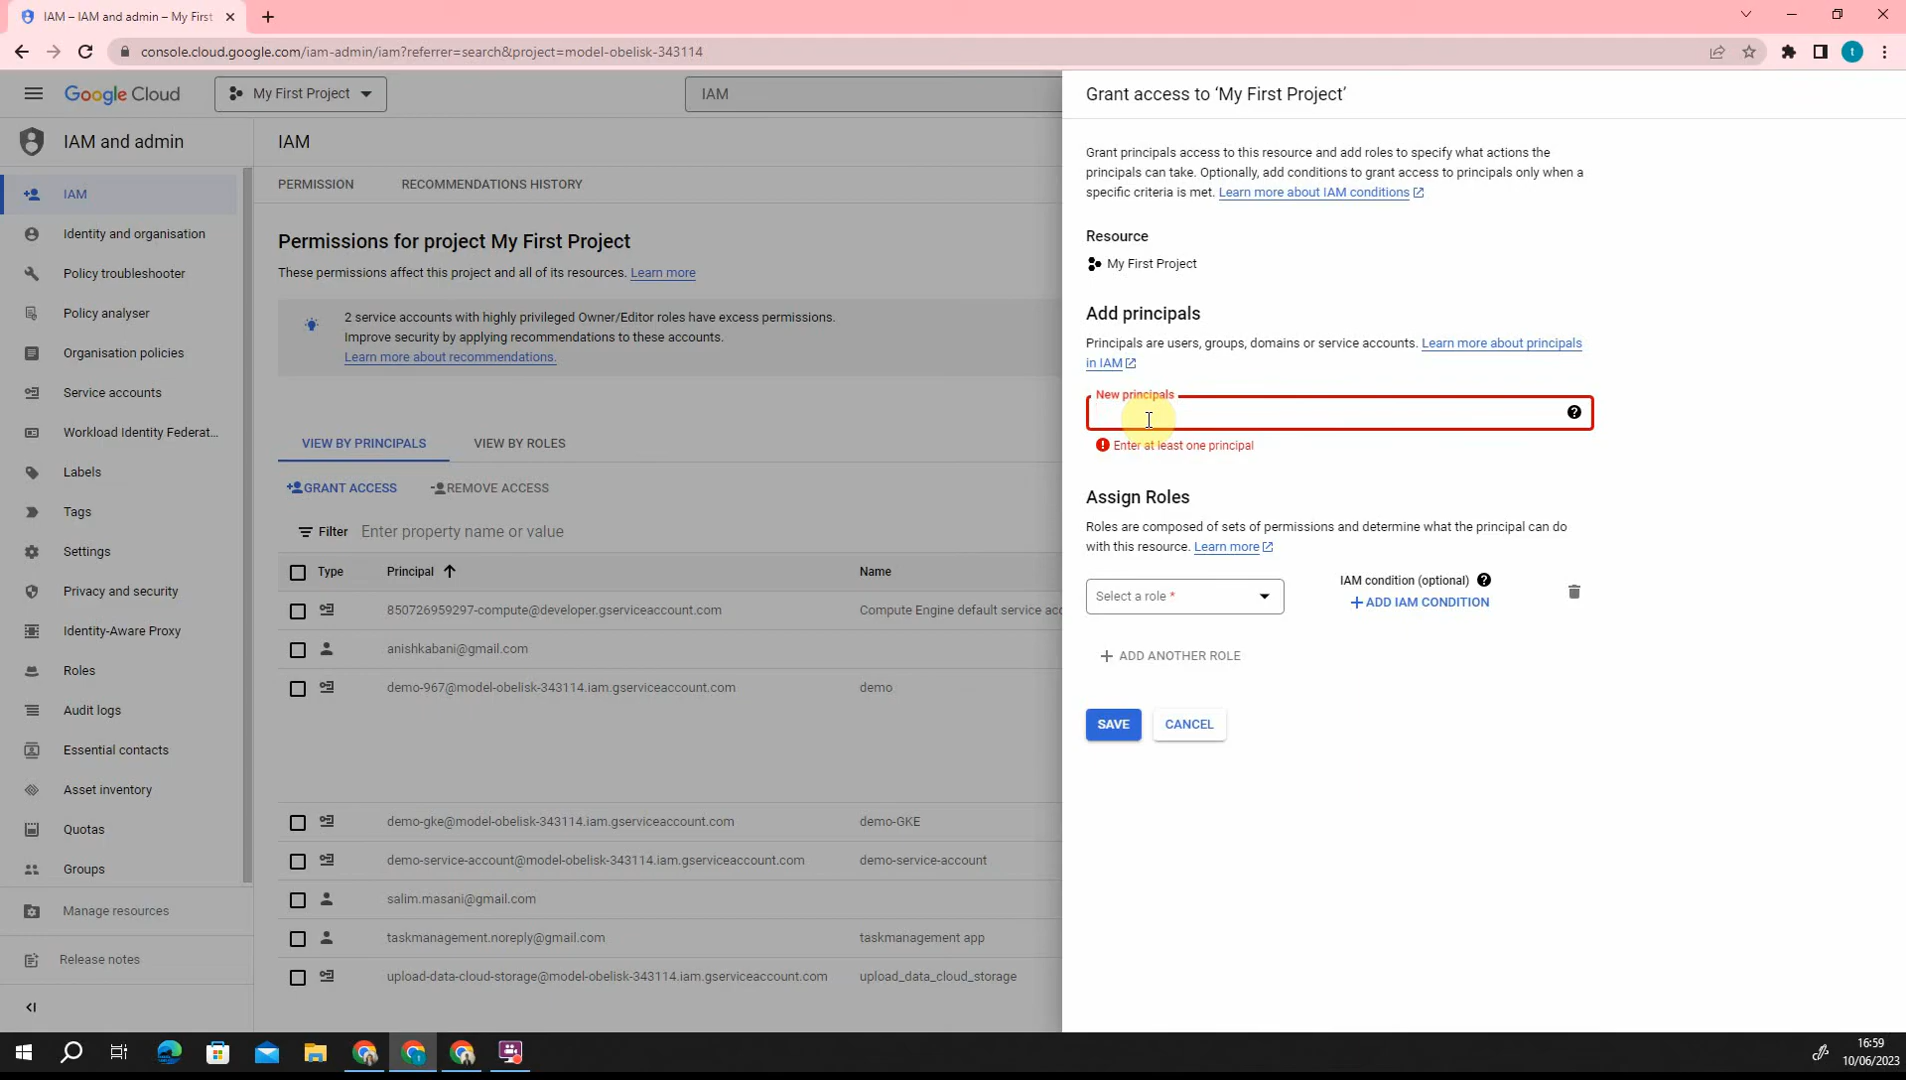 IAM – IAM and admin – My First
console.cloud.google.com/iam-admin/iam?referrer=search&project=model-obelisk-343114
t
Google Cloud
My First Project
IAM
IAM and admin
IAM
Identity and organisation
Policy troubleshooter
Policy analyser
Organisation policies
Service accounts
Workload Identity Federat...
Labels
Tags
Settings
Privacy and security
Identity-Aware Proxy
Roles
Audit logs
Essential contacts
Asset inventory
Quotas
Groups
Manage resources
Release notes
IAM
PERMISSION
RECOMMENDATIONS HISTORY
Permissions for project My First Project
These permissions affect this project and all of its resources. Learn more
2 service accounts with highly privileged Owner/Editor roles have excess permissions.
Improve security by applying recommendations to these accounts.
Learn more about recommendations.
VIEW BY PRINCIPALS
VIEW BY ROLES
GRANT ACCESS
REMOVE ACCESS
Filter Enter property name or value
Type Principal Name
850726959297-compute@developer.gserviceaccount.com Compute Engine default service acc
anishkabani@gmail.com
demo-967@model-obelisk-343114.iam.gserviceaccount.com demo
demo-gke@model-obelisk-343114.iam.gserviceaccount.com demo-GKE
demo-service-account@model-obelisk-343114.iam.gserviceaccount.com demo-service-account
salim.masani@gmail.com
taskmanagement.noreply@gmail.com taskmanagement app
upload-data-cloud-storage@model-obelisk-343114.iam.gserviceaccount.com upload_data_cloud_storage
Grant access to ‘My First Project’
Grant principals access to this resource and add roles to specify what actions the
principals can take. Optionally, add conditions to grant access to principals only when a
specific criteria is met. Learn more about IAM conditions
Resource
My First Project
Add principals
Principals are users, groups, domains or service accounts. Learn more about principals
in IAM
New principals
Enter at least one principal
Assign Roles
Roles are composed of sets of permissions and determine what the principal can do
with this resource. Learn more
Select a role *
IAM condition (optional)
ADD IAM CONDITION
ADD ANOTHER ROLE
SAVE
CANCEL
16:59
10/06/2023